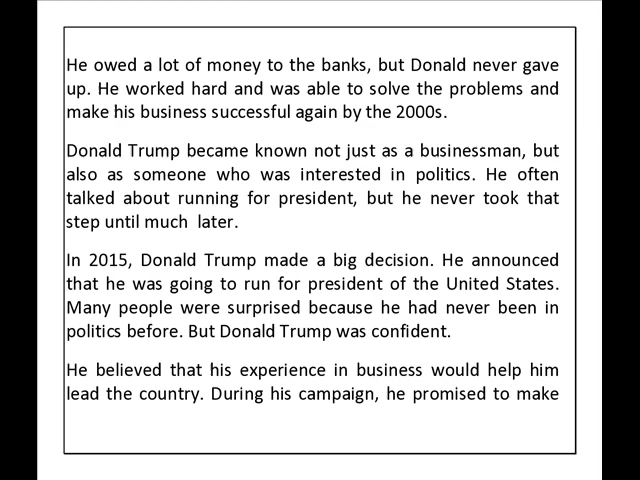 He owed a lot of money to the banks, but Donald never gave
up. He worked hard and was able to solve the problems and
make his business successful again by the 2000s.
Donald Trump became known not just as a businessman, but
also as someone who was interested in politics. He often
talked about running for president, but he never took that
step until much later.
In 2015, Donald Trump made a big decision. He announced
that he was going to run for president of the United States.
Many people were surprised because he had never been in
politics before. But Donald Trump was confident.
He believed that his experience in business would help him
lead the country. During his campaign, he promised to make